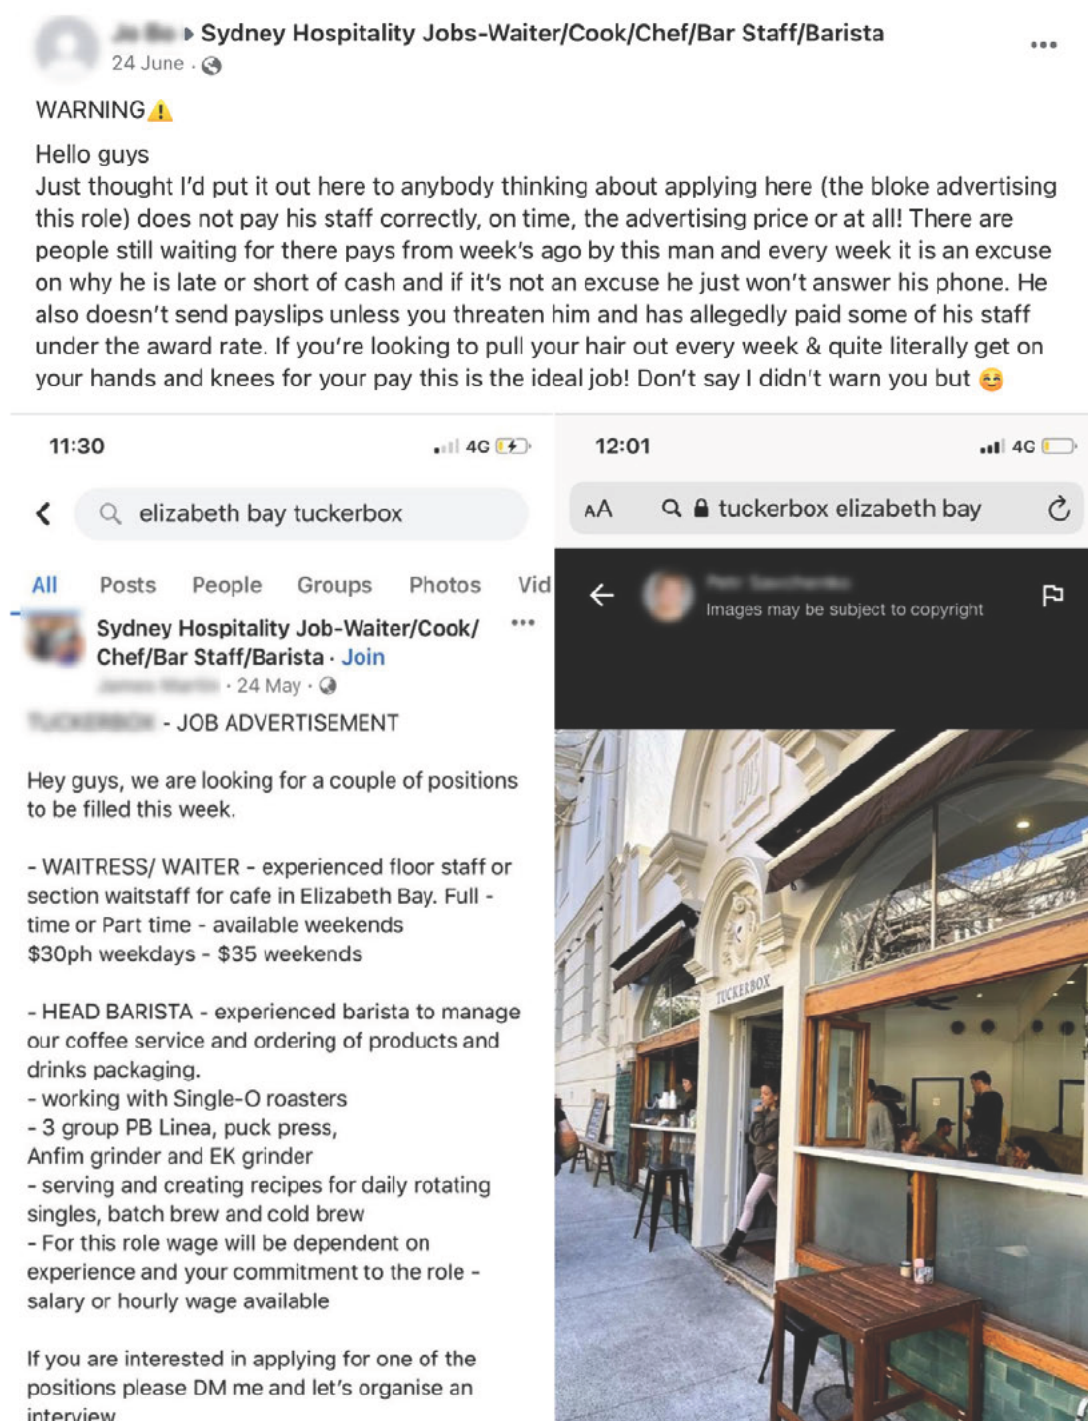 Sydney Hospitality Jobs-Waiter/Cook/Chef/Bar Staff/Barista
24 June
WARNING⚠️
Hello guys
Just thought I'd put it out here to anybody thinking about applying here (the bloke advertising
this role) does not pay his staff correctly, on time, the advertising price or at all! There are
people still waiting for there pays from week's ago by this man and every week it is an excuse
on why he is late or short of cash and if it's not an excuse he just won't answer his phone. He
also doesn't send payslips unless you threaten him and has allegedly paid some of his staff
under the award rate. If you're looking to pull your hair out every week & quite literally get on
your hands and knees for your pay this is the ideal job! Don't say I didn't warn you but 😊
11:30
4G
elizabeth bay tuckerbox
All Posts People Groups Photos Vid
Sydney Hospitality Job-Waiter/Cook/
Chef/Bar Staff/Barista · Join
· 24 May ·
- JOB ADVERTISEMENT
Hey guys, we are looking for a couple of positions
to be filled this week.
- WAITRESS/ WAITER - experienced floor staff or
section waitstaff for cafe in Elizabeth Bay. Full -
time or Part time - available weekends
$30ph weekdays - $35 weekends
- HEAD BARISTA - experienced barista to manage
our coffee service and ordering of products and
drinks packaging.
- working with Single-O roasters
- 3 group PB Linea, puck press,
Anfim grinder and EK grinder
- serving and creating recipes for daily rotating
singles, batch brew and cold brew
- For this role wage will be dependent on
experience and your commitment to the role -
salary or hourly wage available
If you are interested in applying for one of the
positions please DM me and let's organise an
interview
12:01
4G
AA tuckerbox elizabeth bay
Images may be subject to copyright
1915
TUCKERBOX